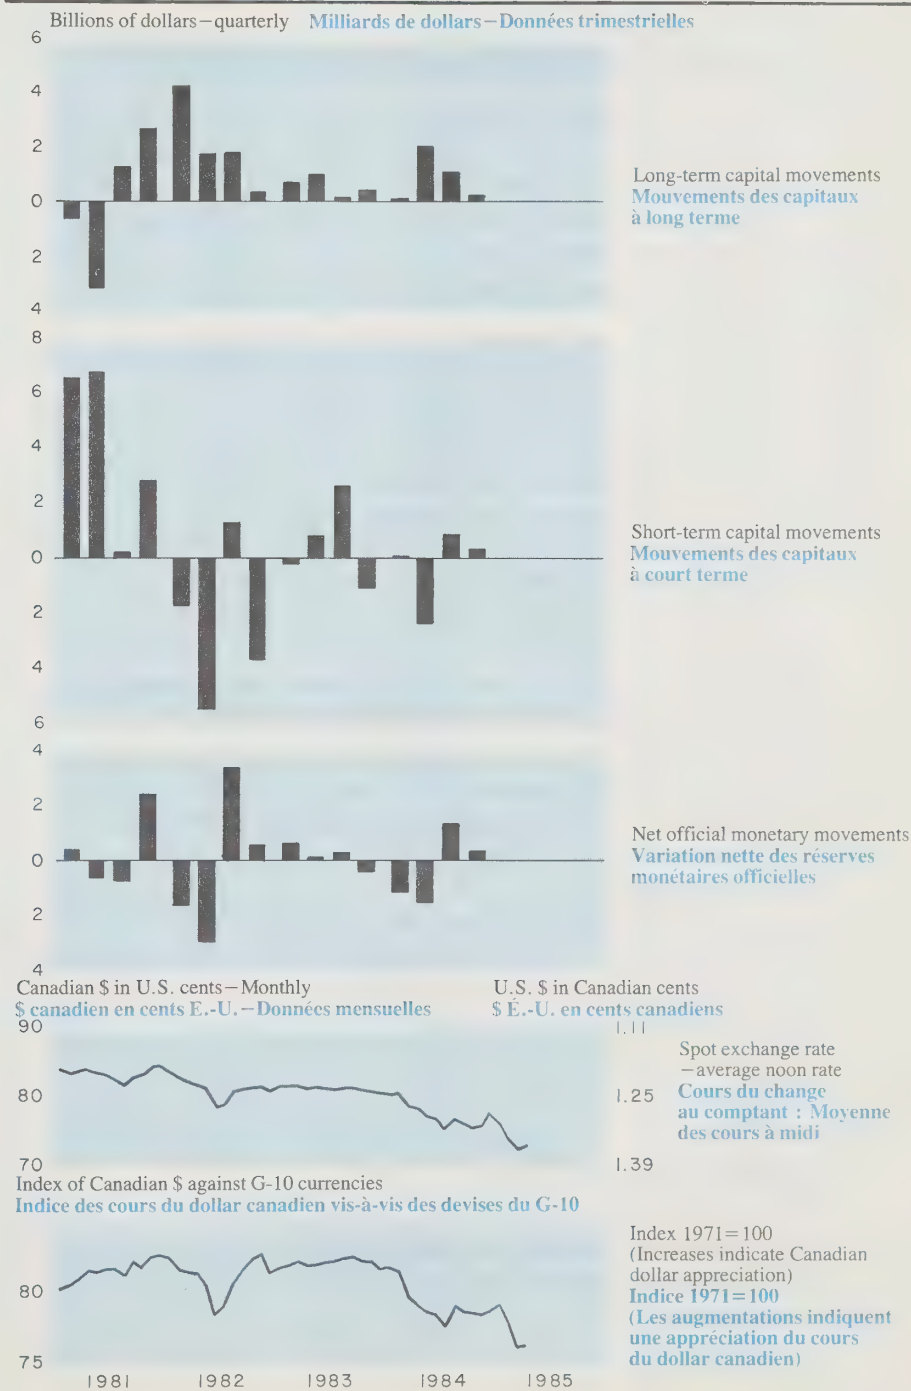 Billions of dollars—quarterly Milliards de dollars—Données trimestrielles
6
4
2
0
2
4
Long-term capital movements
Mouvements des capitaux
à long terme
8
6
4
2
0
2
4
6
Short-term capital movements
Mouvements des capitaux
à court terme
4
2
0
2
4
Net official monetary movements
Variation nette des réserves
monétaires officielles
Canadian $ in U.S. cents—Monthly
$ canadien en cents E.-U.—Données mensuelles
U.S. $ in Canadian cents
$ É.-U. en cents canadiens
90
80
70
1.11
1.25
1.39
Spot exchange rate
—average noon rate
Cours du change
au comptant : Moyenne
des cours à midi
Index of Canadian $ against G-10 currencies
Indice des cours du dollar canadien vis-à-vis des devises du G-10
80
75
Index 1971=100
(Increases indicate Canadian
dollar appreciation)
Indice 1971=100
(Les augmentations indiquent
une appréciation du cours
du dollar canadien)
1981 1982 1983 1984 1985